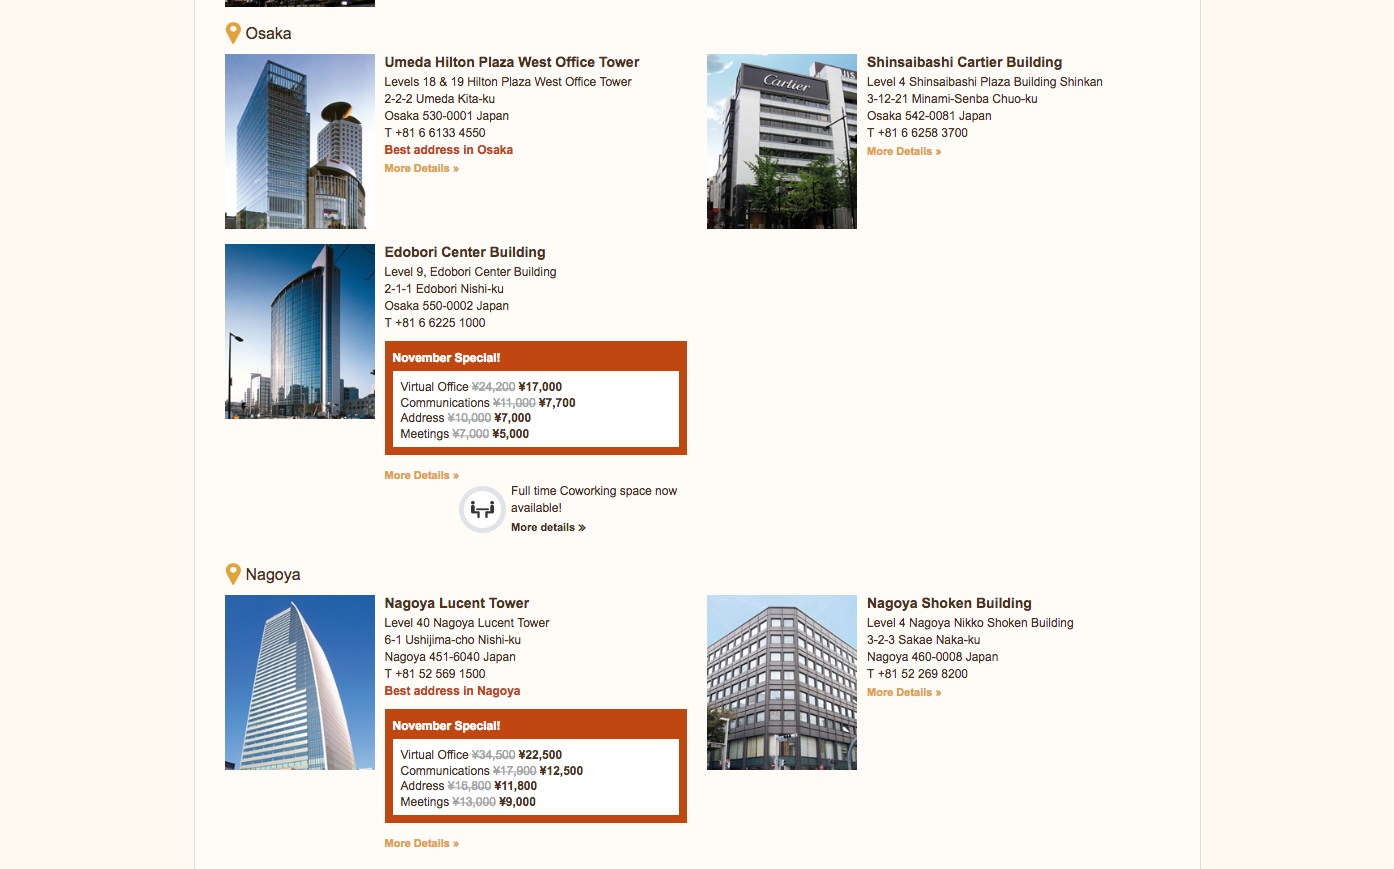 Osaka
Umeda Hilton Plaza West Office Tower
Levels 18 & 19 Hilton Plaza West Office Tower
2-2-2 Umeda Kita-ku
Osaka 530-0001 Japan
T +81 6 6133 4550
Best address in Osaka
More Details »
Cartier
Shinsaibashi Cartier Building
Level 4 Shinsaibashi Plaza Building Shinkan
3-12-21 Minami-Senba Chuo-ku
Osaka 542-0081 Japan
T +81 6 6258 3700
More Details »
Edobori Center Building
Level 9, Edobori Center Building
2-1-1 Edobori Nishi-ku
Osaka 550-0002 Japan
T +81 6 6225 1000
November Special!
Virtual Office ¥24,200 ¥17,000
Communications ¥11,000 ¥7,700
Address ¥10,000 ¥7,000
Meetings ¥7,000 ¥5,000
More Details »
Full time Coworking space now
available!
More details »
Nagoya
Nagoya Lucent Tower
Level 40 Nagoya Lucent Tower
6-1 Ushijima-cho Nishi-ku
Nagoya 451-6040 Japan
T +81 52 569 1500
Best address in Nagoya
November Special!
Virtual Office ¥34,500 ¥22,500
Communications ¥17,900 ¥12,500
Address ¥16,800 ¥11,800
Meetings ¥13,000 ¥9,000
More Details »
Nagoya Shoken Building
Level 4 Nagoya Nikko Shoken Building
3-2-3 Sakae Naka-ku
Nagoya 460-0008 Japan
T +81 52 269 8200
More Details »